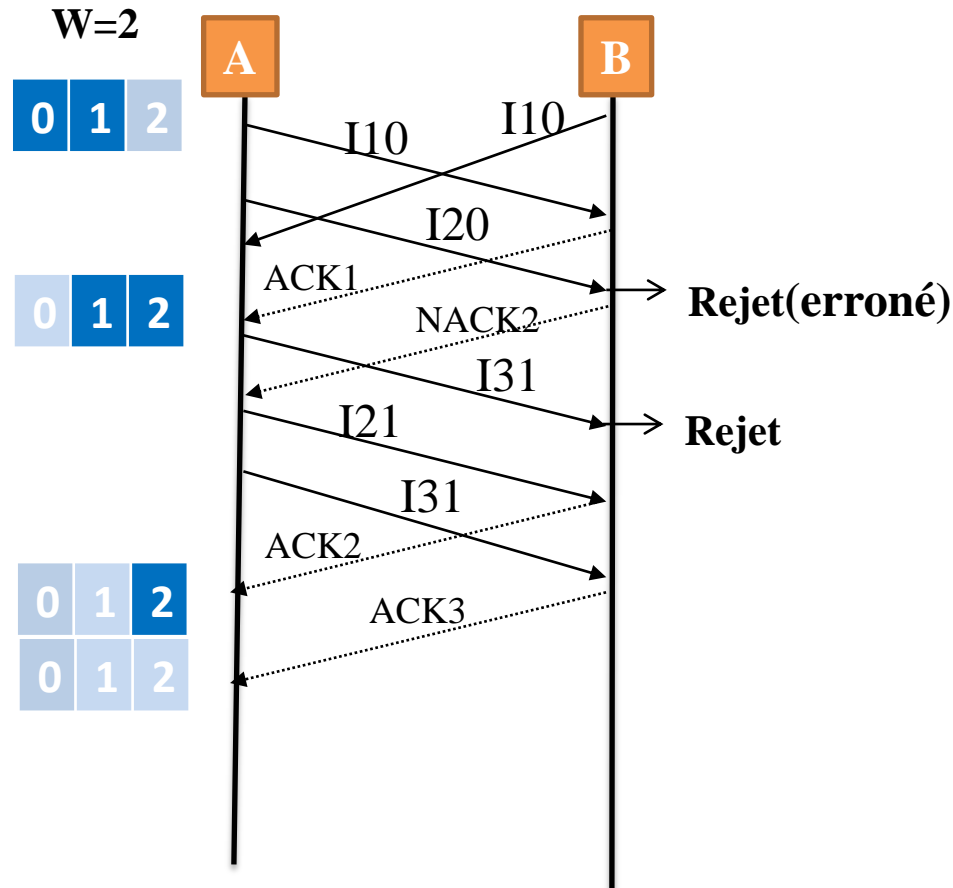 W=2
A
B
0 1 2
I10
I10
I20
ACK1
0 1 2
Rejet(erroné)
NACK2
I31
I21
Rejet
I31
ACK2
0 1 2
ACK3
0 1 2